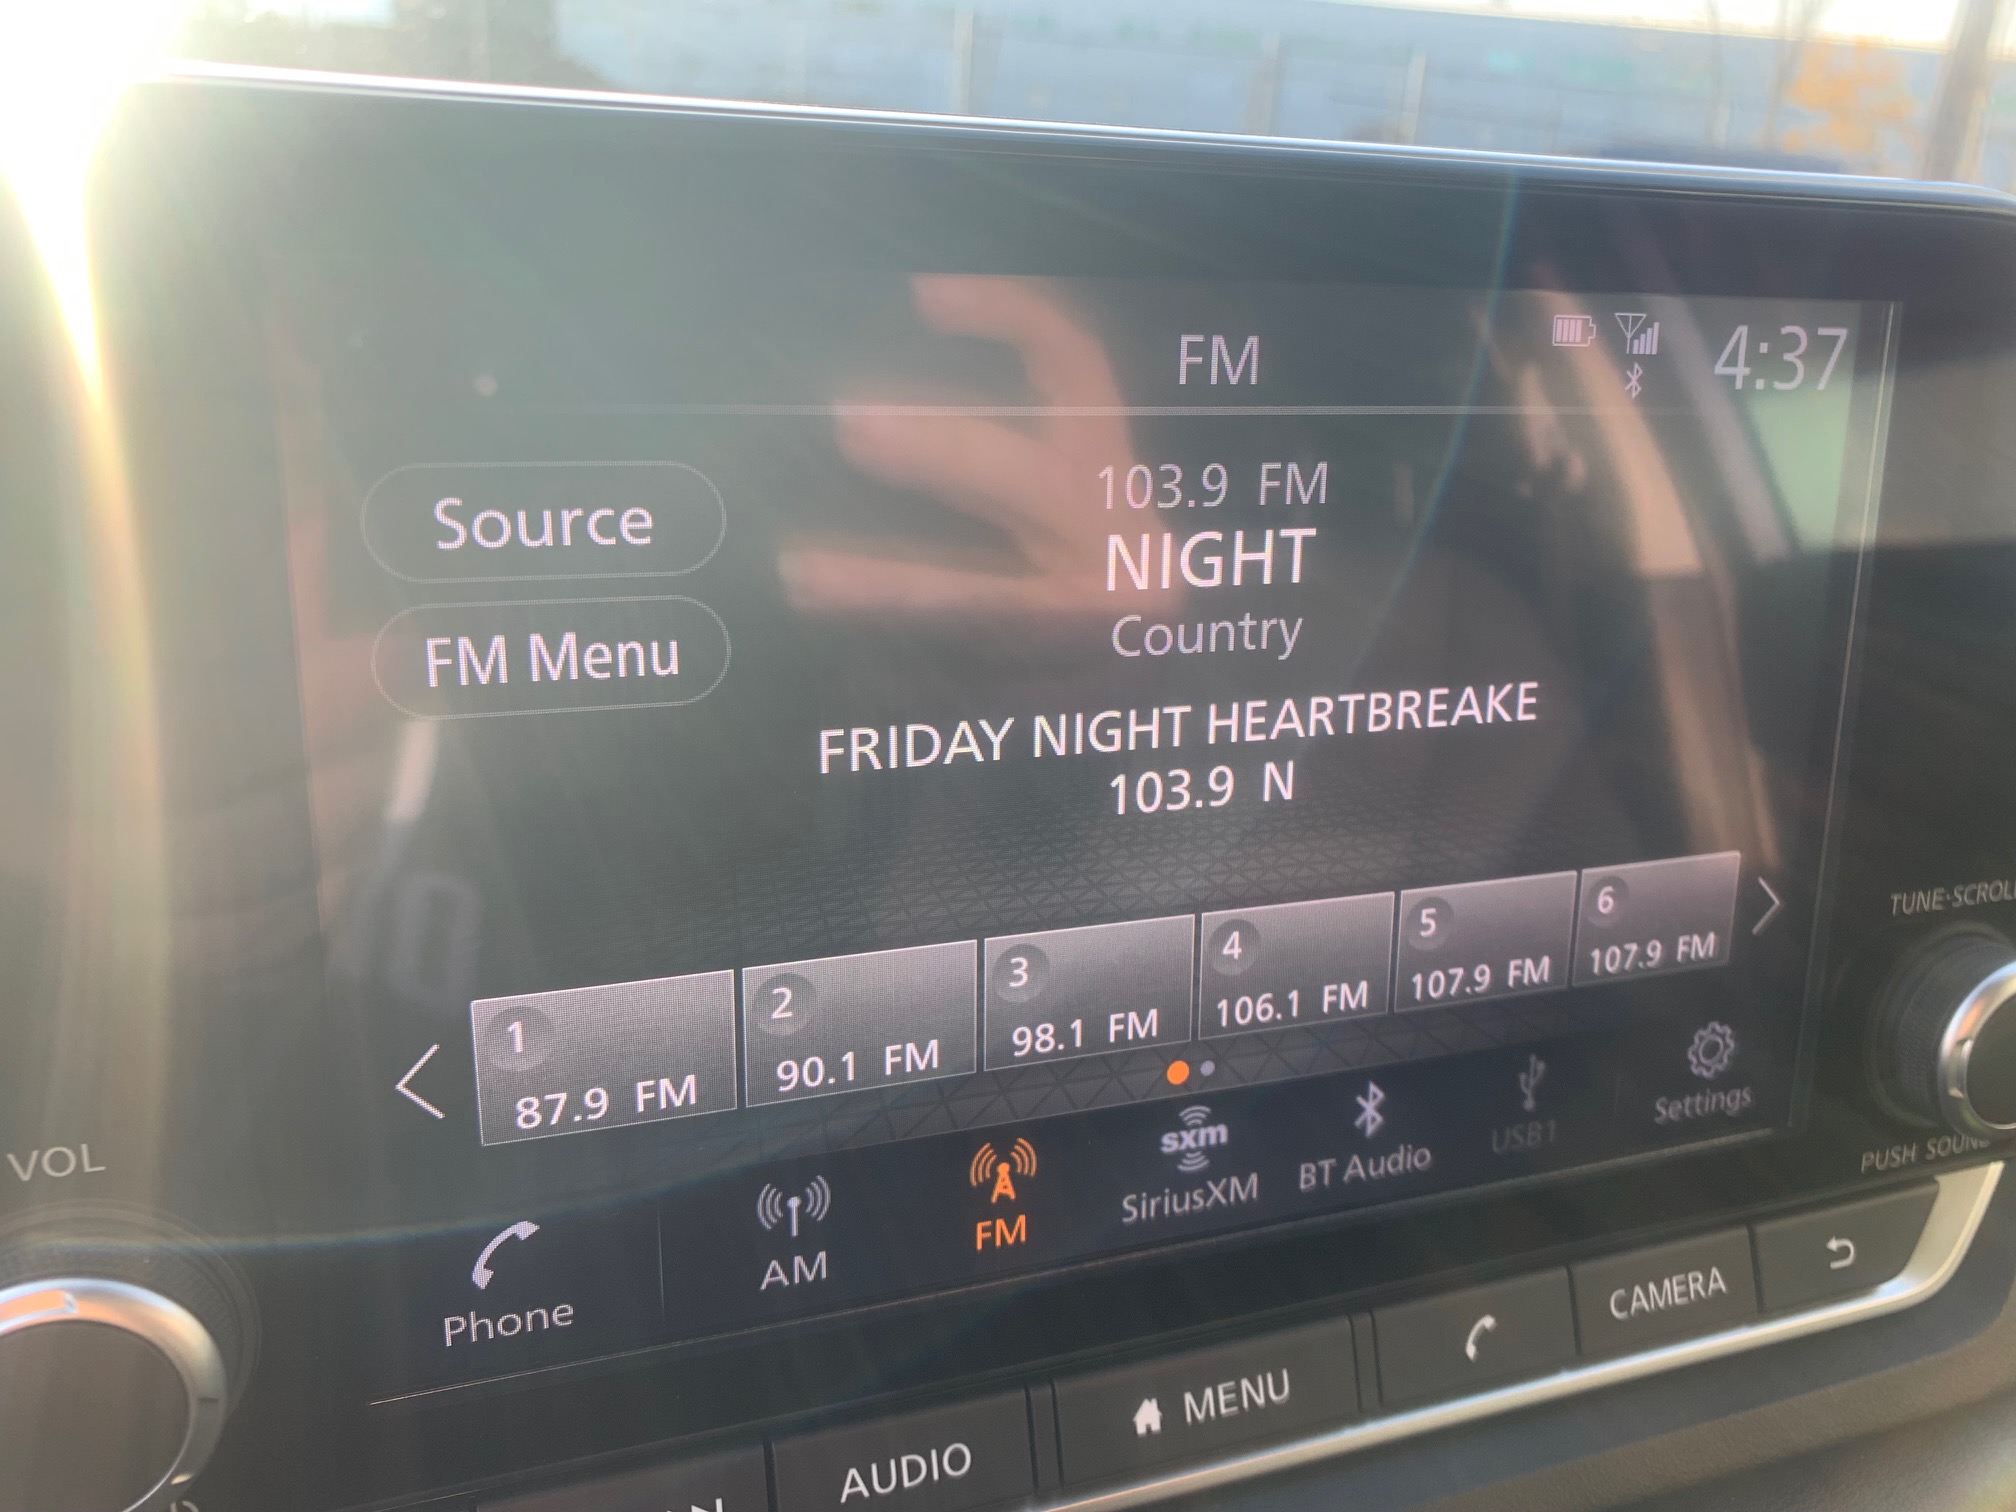 FM
4:37
Source
FM Menu
103.9 FM
NIGHT
Country
FRIDAY NIGHT HEARTBREAKE
103.9 N
1
87.9 FM
2
90.1 FM
3
98.1 FM
4
106.1 FM
5
107.9 FM
6
107.9 FM
Phone
AM
FM
sxm
SiriusXM
BT Audio
USB1
Settings
VOL
TUNE·SCROLL
PUSH SOUND
AUDIO
MENU
CAMERA